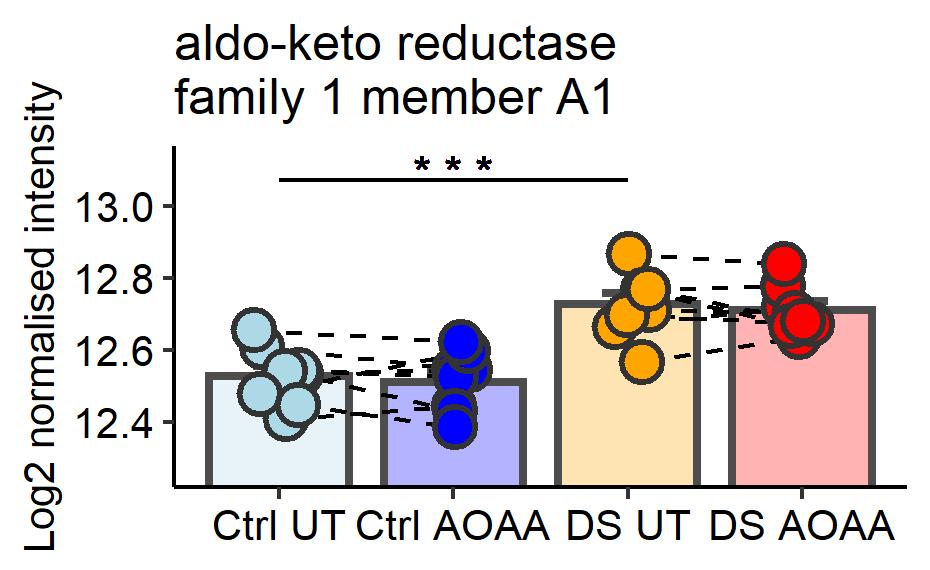 aldo-keto reductase
family 1 member A1
Log2 normalised intensity
* * *
13.0
12.8
12.6
12.4
Ctrl UT Ctrl AOAA DS UT DS AOAA